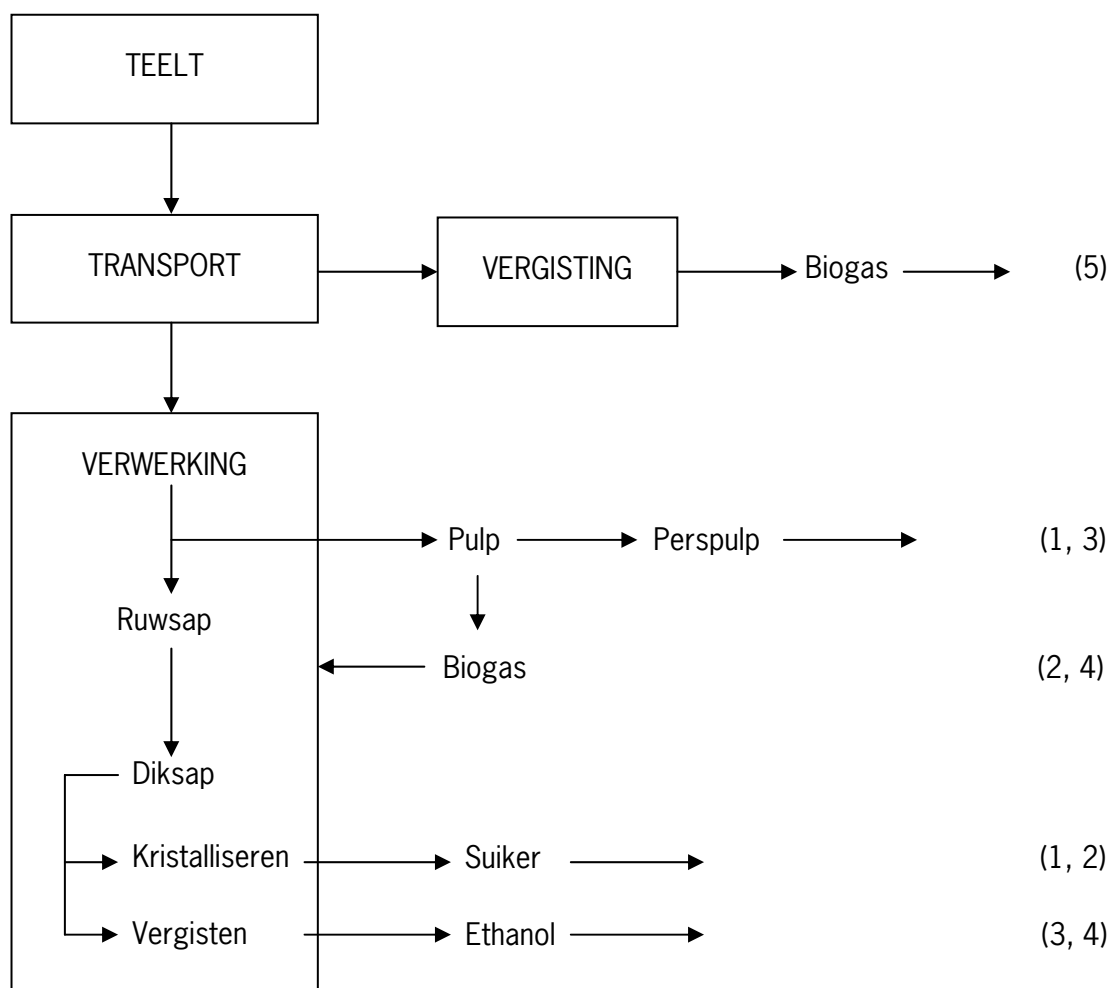 TEELT
TRANSPORT
VERGISTING
Biogas
(5)
VERWERKING
Pulp
Perspulp
(1, 3)
Ruwsap
Biogas
(2, 4)
Diksap
Kristalliseren
Suiker
(1, 2)
Vergisten
Ethanol
(3, 4)